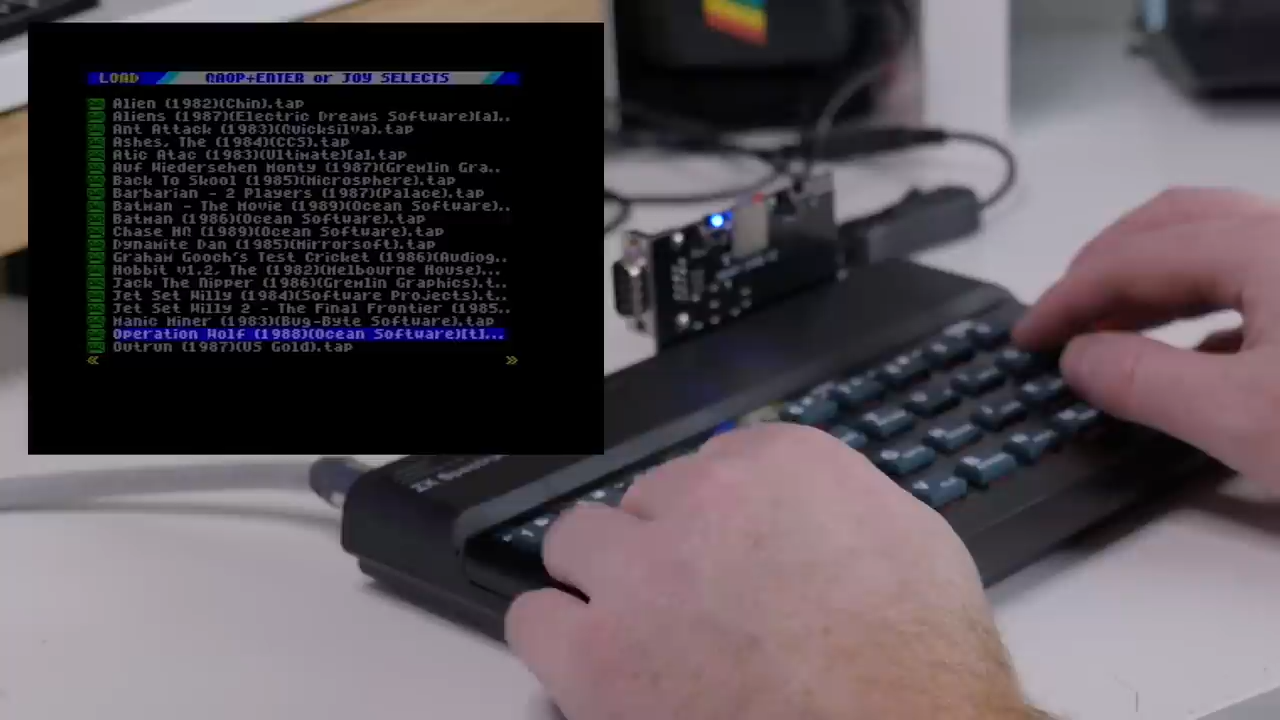 LOAD QAOP+ENTER or JOY SELECTS
Alien (1982)(Chin).tap
Aliens (1987)(Electric Dreams Software)[a]..
Ant Attack (1983)(Quicksilva).tap
Ashes, The (1984)(CCS).tap
Atic Atac (1983)(Ultimate)[a].tap
Auf Wiedersehen Monty (1987)(Gremlin Gra..
Back To Skool (1985)(Microsphere).tap
Barbarian - 2 Players (1987)(Palace).tap
Batman - The Movie (1989)(Ocean Software)..
Batman (1986)(Ocean Software).tap
Chase HQ (1989)(Ocean Software).tap
Dynamite Dan (1985)(Mirrorsoft).tap
Graham Gooch's Test Cricket (1986)(Audiog..
Hobbit v1.2, The (1982)(Melbourne House)...
Jack The Nipper (1986)(Gremlin Graphics).t..
Jet Set Willy (1984)(Software Projects).t..
Jet Set Willy 2 - The Final Frontier (1985..
Manic Miner (1983)(Bug-Byte Software).tap
Operation Wolf (1988)(Ocean Software)[t]...
Outrun (1987)(US Gold).tap
« »
ZX Spectrum